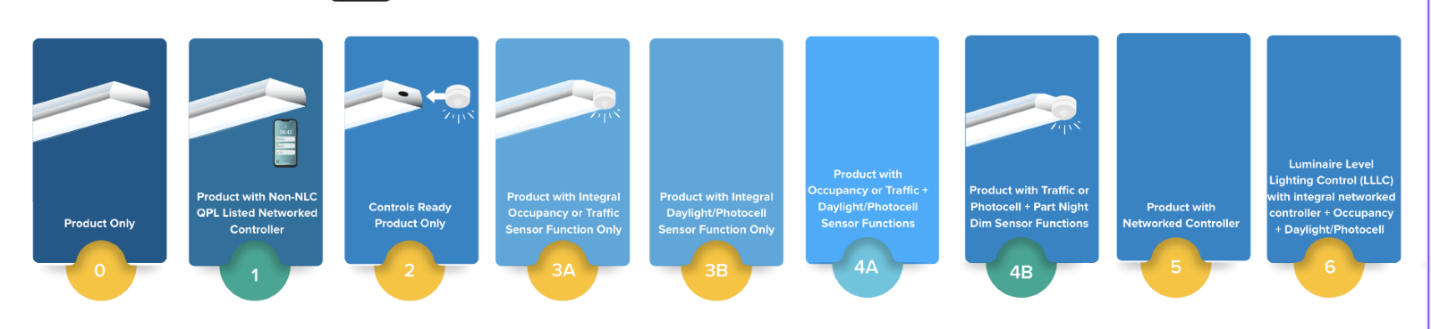 Product Only
0
Product with Non-NLC
QPL Listed Networked
Controller
1
Controls Ready
Product Only
2
Product with Integral
Occupancy or Traffic
Sensor Function Only
3A
Product with Integral
Daylight/Photocell
Sensor Function Only
3B
Product with
Occupancy or Traffic +
Daylight/Photocell
Sensor Functions
4A
Product with Traffic or
Photocell + Part Night
Dim Sensor Functions
4B
Product with
Networked Controller
5
Luminaire Level
Lighting Control (LLLC)
with integral networked
controller + Occupancy
+ Daylight/Photocell
6